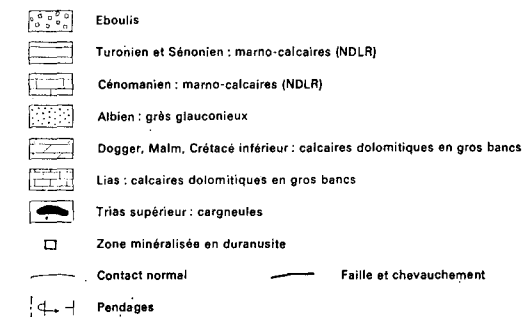 Eboulis
Turonien et Sénonien : marno-calcaires (NDLR)
Cénomanien : marno-calcaires (NDLR)
Albien : grès glauconieux
Dogger, Malm, Crétacé inférieur : calcaires dolomitiques en gros bancs
Lias : calcaires dolomitiques en gros bancs
Trias supérieur : cargneules
Zone minéralisée en duranusite
Contact normal Faille et chevauchement
Pendages